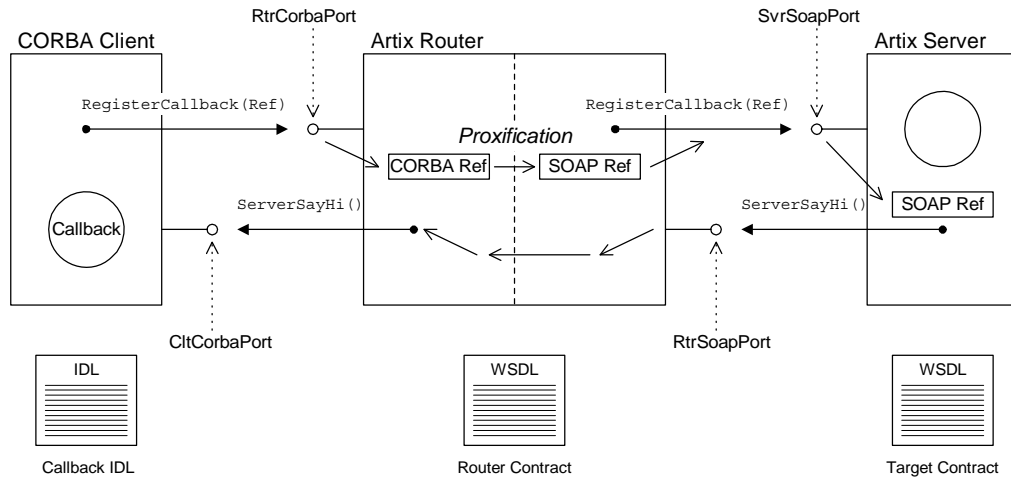 RtrCorbaPort
SvrSoapPort
CORBA Client
Artix Router
Artix Server
RegisterCallback(Ref)
RegisterCallback(Ref)
Proxification
CORBA Ref
SOAP Ref
ServerSayHi()
ServerSayHi()
SOAP Ref
Callback
CltCorbaPort
RtrSoapPort
IDL
WSDL
WSDL
Callback IDL
Router Contract
Target Contract